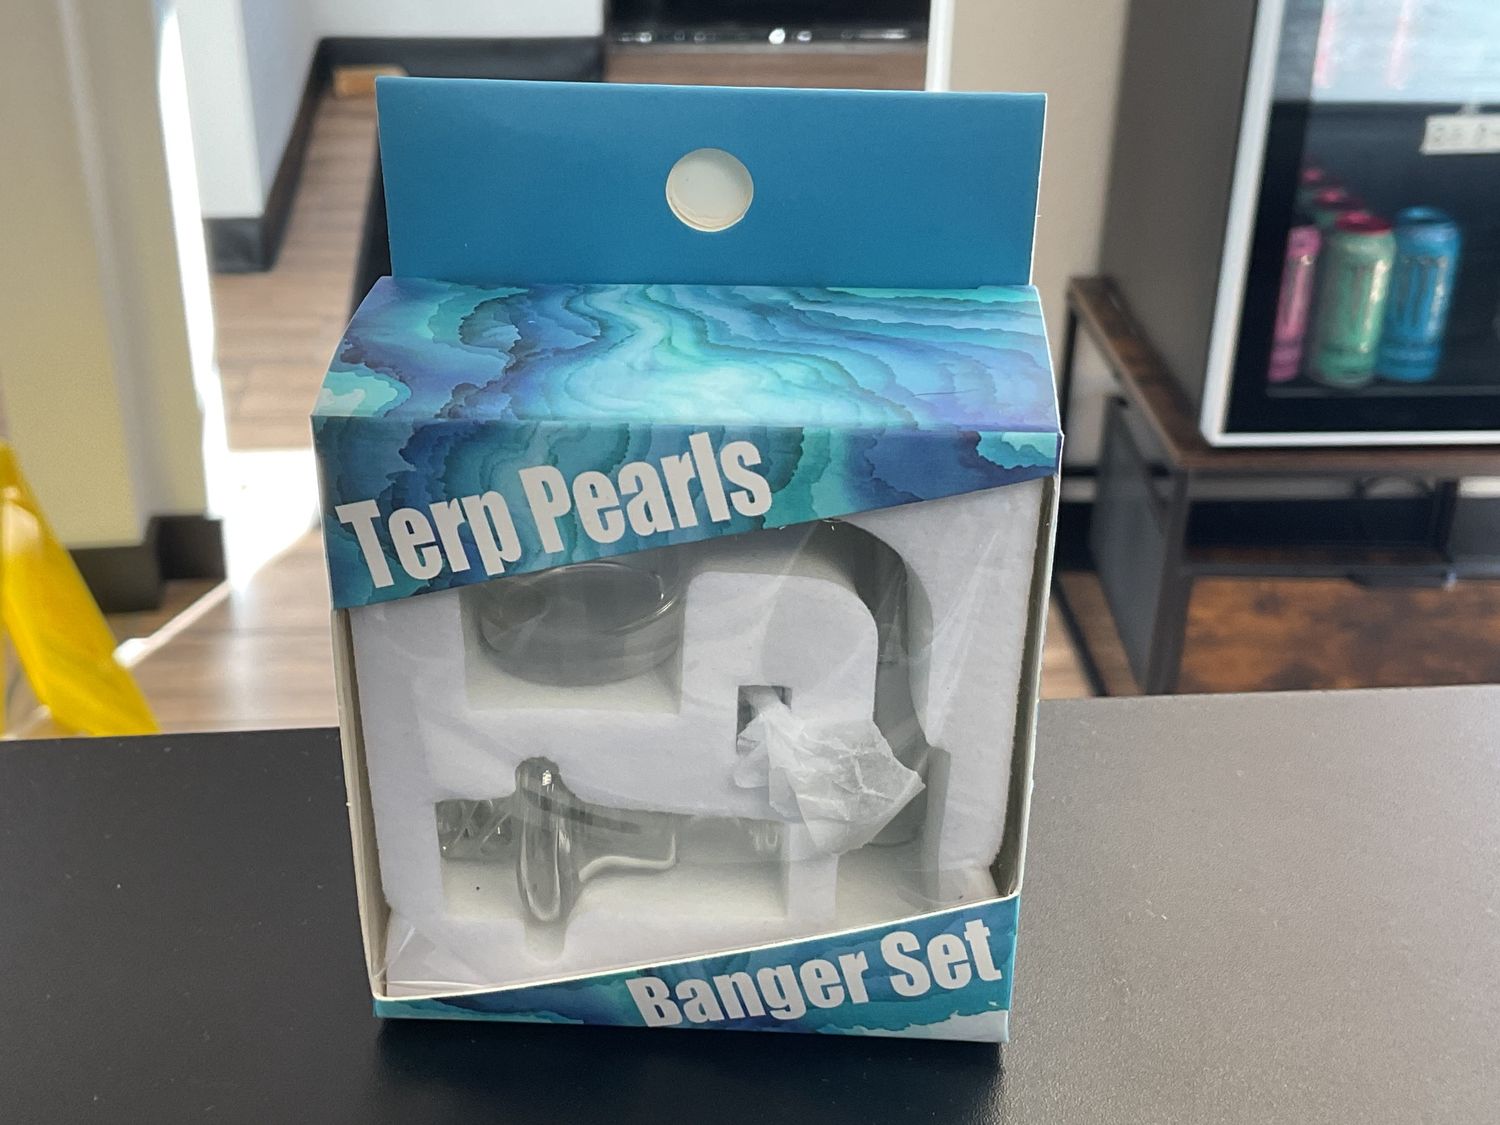 Terp Pearls
Banger Set